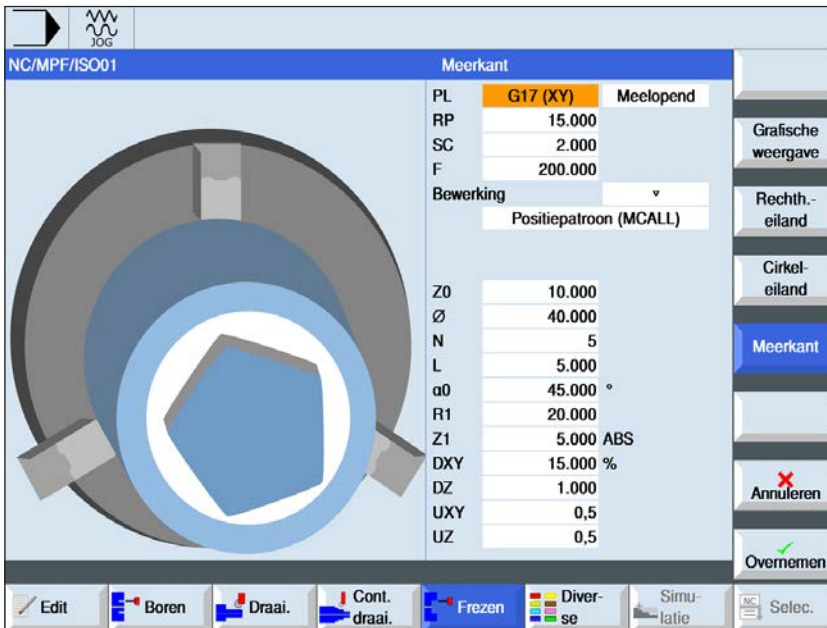 JOG
NC/MPF/ISO01
Meerkant
PL G17 (XY) Meelopend
RP 15.000
SC 2.000
F 200.000
Bewerking ▿
Positiepatroon (MCALL)
Z0 10.000
Ø 40.000
N 5
L 5.000
α0 45.000 °
R1 20.000
Z1 5.000 ABS
DXY 15.000 %
DZ 1.000
UXY 0,5
UZ 0,5
Grafische
weergave
Rechth.-
eiland
Cirkel-
eiland
Meerkant
Annuleren
Overnemen
Edit
Boren
Draai.
Cont.
draai.
Frezen
Diver-
se
Simu-
latie
NC
Selec.